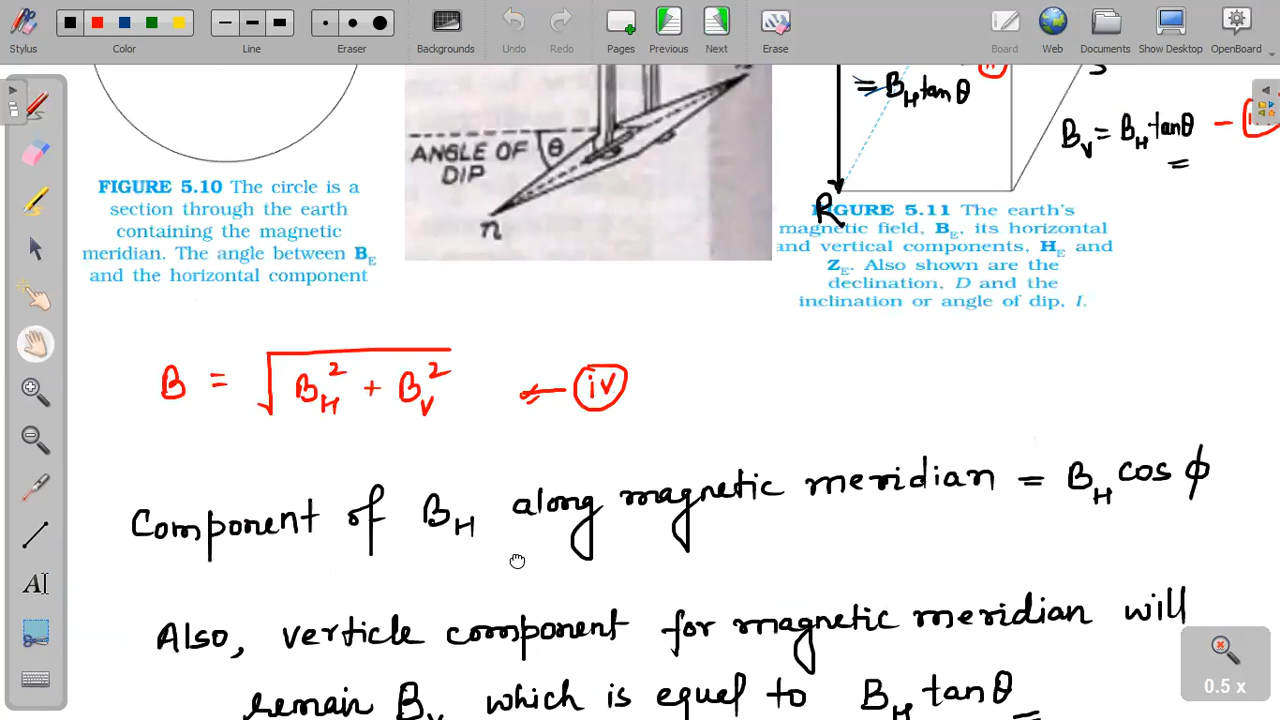 Stylus
Color
Line
Eraser
Backgrounds
Undo
Redo
Pages
Previous
Next
Erase
Board
Web
Documents
Show Desktop
OpenBoard
ANGLE OF
DIP
θ
n
= B_H tanθ
B_V = B_H tanθ
=
R
FIGURE 5.10 The circle is a
section through the earth
containing the magnetic
meridian. The angle between B_E
and the horizontal component
FIGURE 5.11 The earth's
magnetic field, B_E, its horizontal
and vertical components, H_E and
Z_E. Also shown are the
declination, D and the
inclination or angle of dip, I.
B = √(B_H² + B_V²) ← iv
Component of B_H along magnetic meridian = B_H cos φ
Also, verticle component for magnetic meridian will
remain B_V which is equal to B_H tanθ
0.5 x